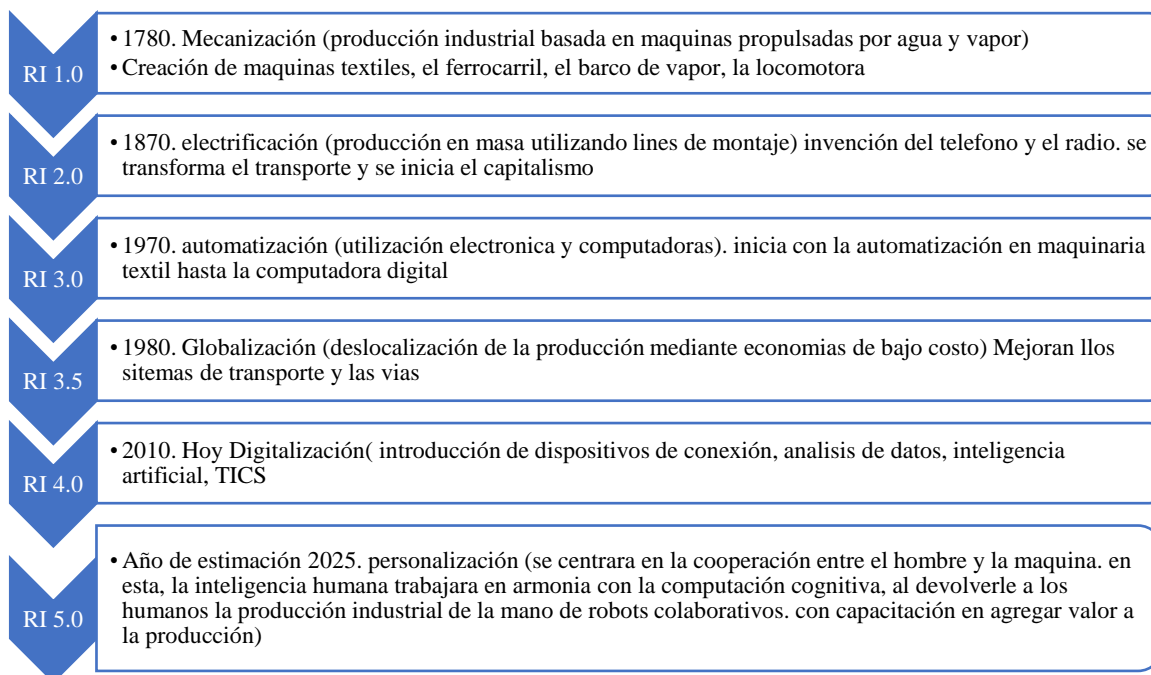 RI 1.0
• 1780. Mecanización (producción industrial basada en maquinas propulsadas por agua y vapor)
• Creación de maquinas textiles, el ferrocarril, el barco de vapor, la locomotora
RI 2.0
• 1870. electrificación (producción en masa utilizando lines de montaje) invención del telefono y el radio. se
transforma el transporte y se inicia el capitalismo
RI 3.0
• 1970. automatización (utilización electronica y computadoras). inicia con la automatización en maquinaria
textil hasta la computadora digital
RI 3.5
• 1980. Globalización (deslocalización de la producción mediante economias de bajo costo) Mejoran llos
sitemas de transporte y las vias
RI 4.0
• 2010. Hoy Digitalización( introducción de dispositivos de conexión, analisis de datos, inteligencia
artificial, TICS
RI 5.0
• Año de estimación 2025. personalización (se centrara en la cooperación entre el hombre y la maquina. en
esta, la inteligencia humana trabajara en armonia con la computación cognitiva, al devolverle a los
humanos la producción industrial de la mano de robots colaborativos. con capacitación en agregar valor a
la producción)